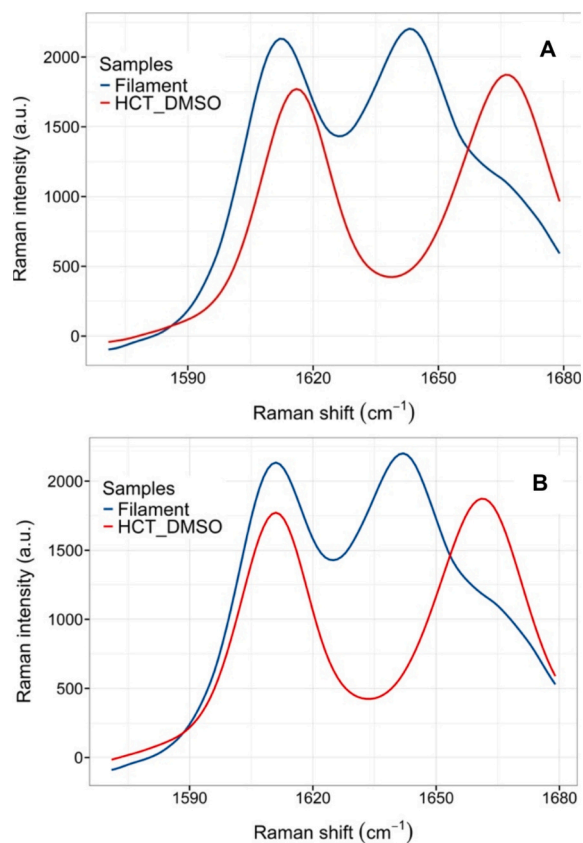 A
Samples
Filament
HCT_DMSO
Raman intensity (a.u.)
2000
1500
1000
500
0
1590
1620
1650
1680
Raman shift (cm⁻¹)
B
Samples
Filament
HCT_DMSO
Raman intensity (a.u.)
2000
1500
1000
500
0
1590
1620
1650
1680
Raman shift (cm⁻¹)